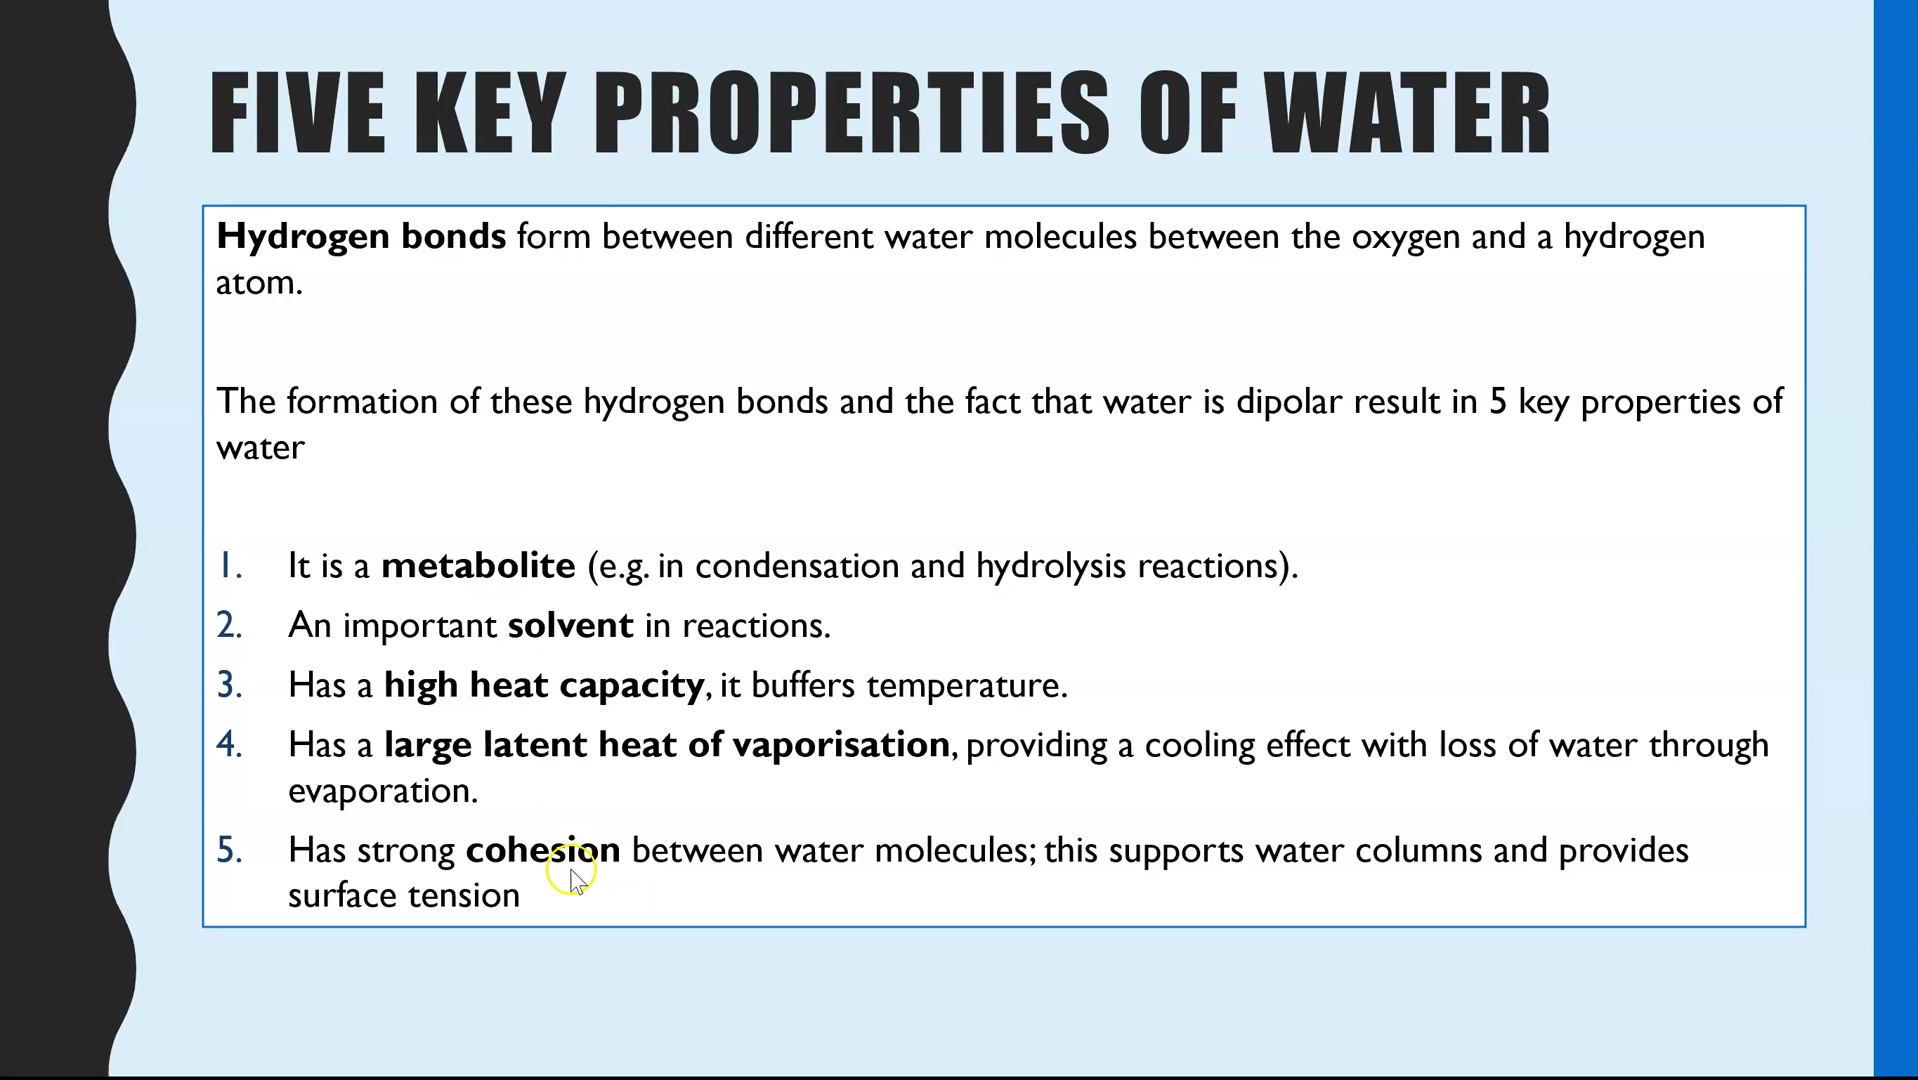 FIVE KEY PROPERTIES OF WATER
Hydrogen bonds form between different water molecules between the oxygen and a hydrogen
atom.
The formation of these hydrogen bonds and the fact that water is dipolar result in 5 key properties of
water
1. It is a metabolite (e.g. in condensation and hydrolysis reactions).
2. An important solvent in reactions.
3. Has a high heat capacity, it buffers temperature.
4. Has a large latent heat of vaporisation, providing a cooling effect with loss of water through
evaporation.
5. Has strong cohesion between water molecules; this supports water columns and provides
surface tension